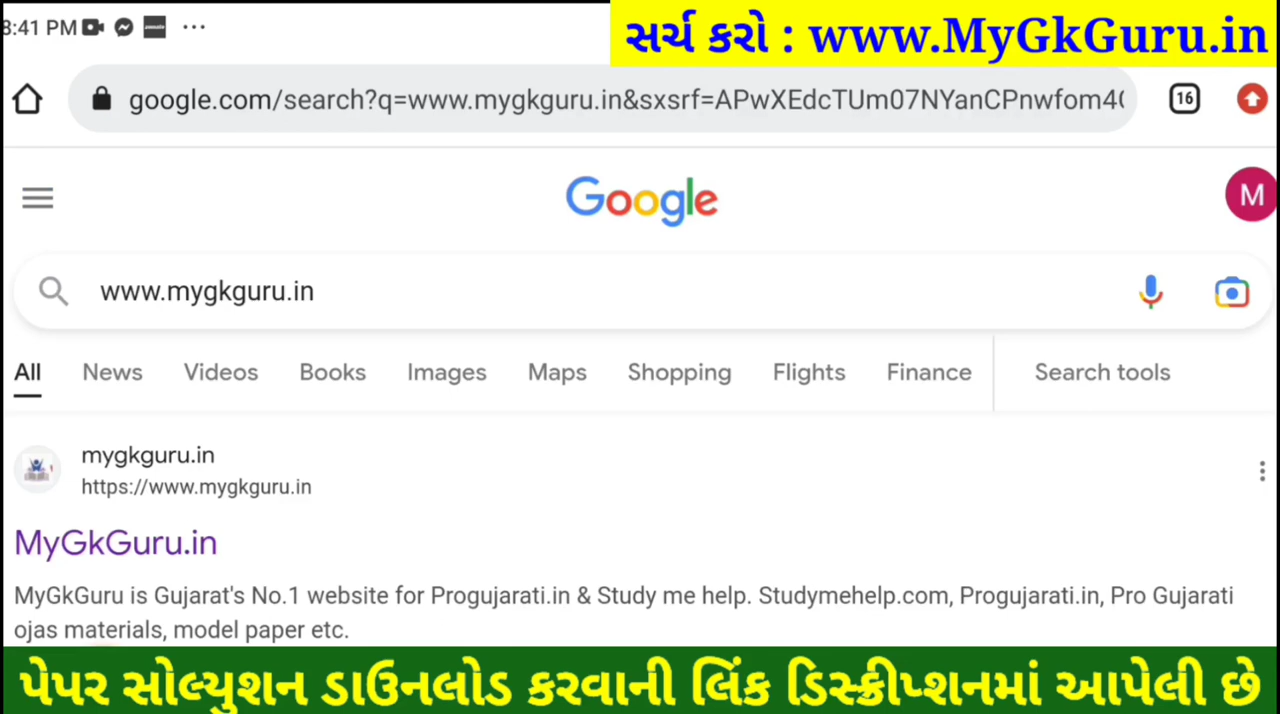 8:41 PM
સર્ચ કરો : www.MyGkGuru.in
google.com/search?q=www.mygkguru.in&sxsrf=APwXEdcTUm07NYanCPnwfom4
16
Google
M
www.mygkguru.in
All News Videos Books Images Maps Shopping Flights Finance Search tools
mygkguru.in
https://www.mygkguru.in
MyGkGuru.in
MyGkGuru is Gujarat's No.1 website for Progujarati.in & Study me help. Studymehelp.com, Progujarati.in, Pro Gujarati
ojas materials, model paper etc.
પેપર સોલ્યુશન ડાઉનલોડ કરવાની લિંક ડિસ્ક્રીપ્શનમાં આપેલી છે